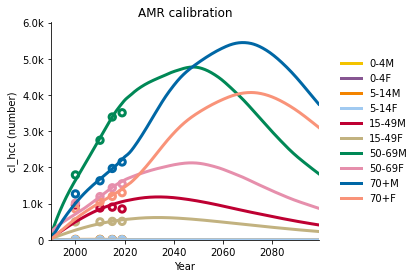 AMR calibration
6.0k
5.0k
4.0k
3.0k
2.0k
1.0k
0
cl_hcc (number)
2000
2020
2040
2060
2080
Year
0-4M
0-4F
5-14M
5-14F
15-49M
15-49F
50-69M
50-69F
70+M
70+F